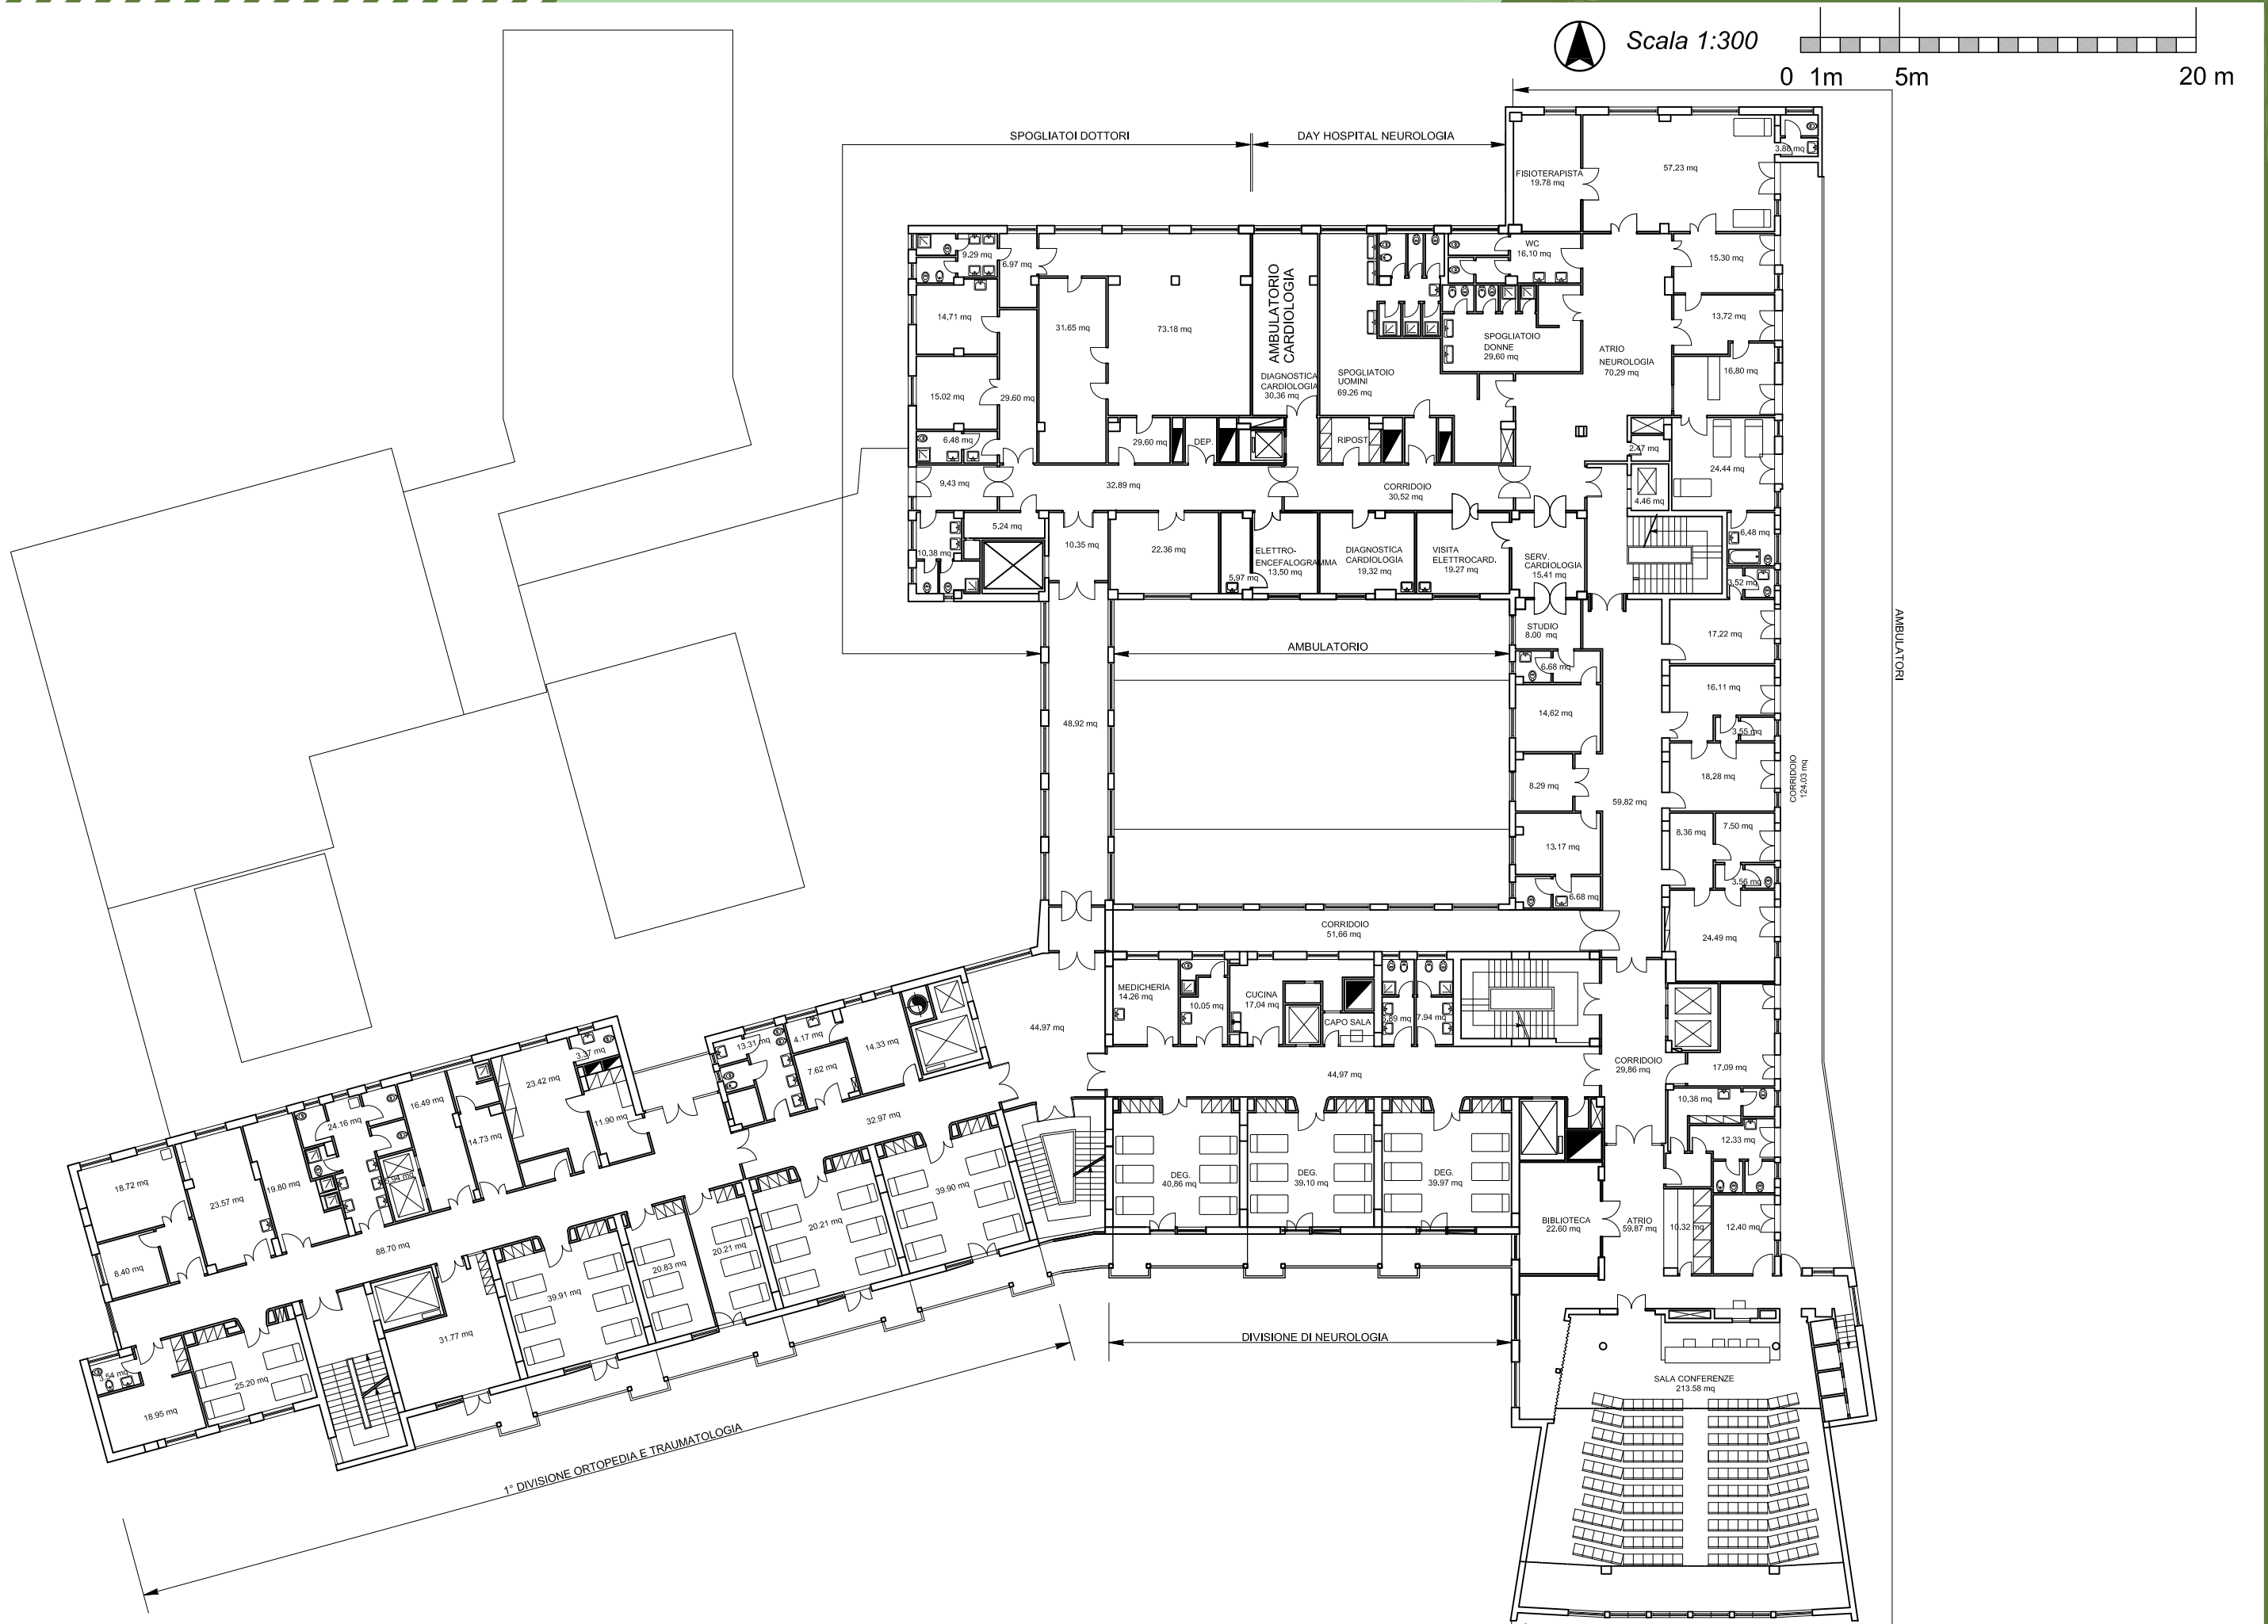 Scala 1:300
0 1m 5m 20 m
SPOGLIATOI DOTTORI
DAY HOSPITAL NEUROLOGIA
3.88 mq
57,23 mq
FISIOTERAPISTA
19.78 mq
WC
16,10 mq
9.29 mq
6.97 mq
15.30 mq
14,71 mq
31.65 mq
73.18 mq
AMBULATORIO
CARDIOLOGIA
13,72 mq
SPOGLIATOIO
DONNE
29.60 mq
ATRIO
NEUROLOGIA
70.29 mq
DIAGNOSTICA
CARDIOLOGIA
30,36 mq
SPOGLIATOIO
UOMINI
69.26 mq
16,80 mq
15.02 mq
29.60 mq
6.48 mq
29,60 mq
DEP.
RIPOST.
2.47 mq
24.44 mq
9,43 mq
32.89 mq
CORRIDOIO
30,52 mq
4.46 mq
5,24 mq
10,38 mq
10.35 mq
22.36 mq
5,97 mq
ELETTRO-
ENCEFALOGRAMMA
13,50 mq
DIAGNOSTICA
CARDIOLOGIA
19,32 mq
VISITA
ELETTROCARD.
19.27 mq
SERV.
CARDIOLOGIA
15.41 mq
6,48 mq
3,52 mq
STUDIO
8.00 mq
17,22 mq
AMBULATORI
AMBULATORIO
6.68 mq
16,11 mq
14,62 mq
48,92 mq
3,55 mq
18,28 mq
CORRIDOIO
124.03 mq
8.29 mq
59,82 mq
8,36 mq
7.50 mq
13.17 mq
3.56 mq
6.68 mq
CORRIDOIO
51,66 mq
24.49 mq
MEDICHERIA
14.26 mq
10,05 mq
CUCINA
17,04 mq
CAPO SALA
7.94 mq
44.97 mq
13.31 mq
4.17 mq
14.33 mq
7.62 mq
3.37 mq
23.42 mq
11.90 mq
44,97 mq
CORRIDOIO
29,86 mq
17,09 mq
10,38 mq
12.33 mq
16.49 mq
24.16 mq
14.73 mq
32.97 mq
18.72 mq
23.57 mq
19.80 mq
39.90 mq
DEG.
40,86 mq
DEG.
39.10 mq
DEG.
39.97 mq
BIBLIOTECA
22.60 mq
ATRIO
59,87 mq
10,32 mq
12.40 mq
8.40 mq
88.70 mq
39.91 mq
20.83 mq
20.21 mq
20.21 mq
31.77 mq
3.54 mq
18.95 mq
25.20 mq
DIVISIONE DI NEUROLOGIA
SALA CONFERENZE
213.58 mq
1° DIVISIONE ORTOPEDIA E TRAUMATOLOGIA